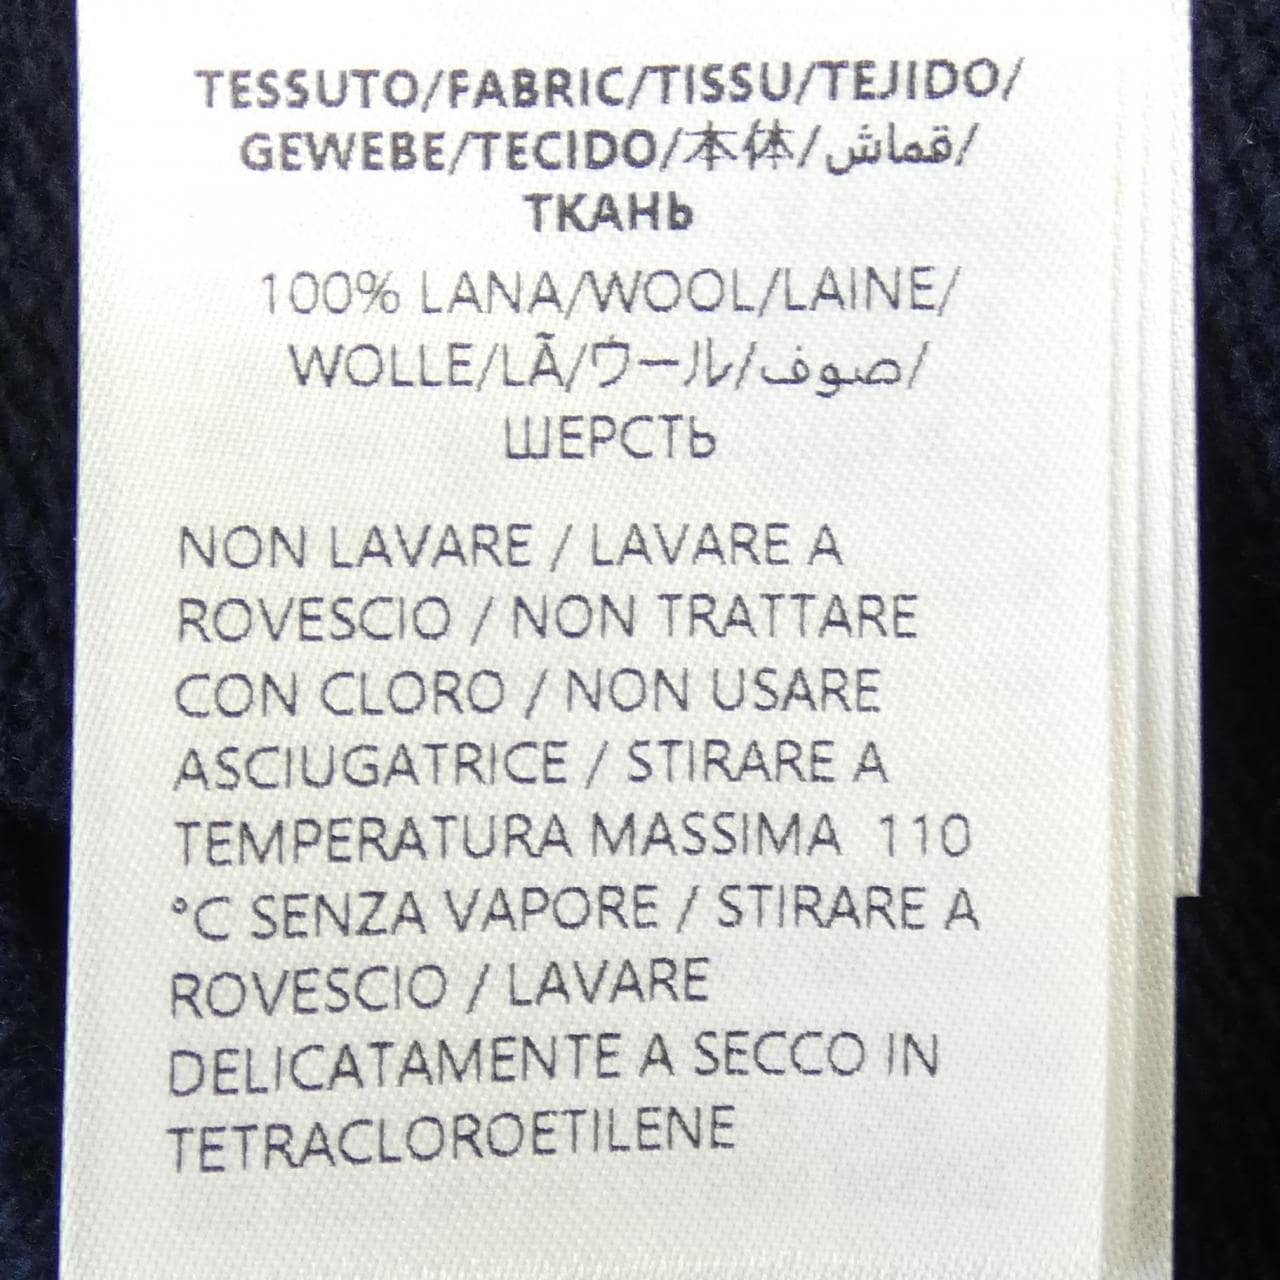 TESSUTO/FABRIC/TISSU/TEJIDO/
GEWEBE/TECIDO/本体/قماش/
ТКАНЬ
100% LANA/WOOL/LAINE/
WOLLE/LÃ/ウール/صوف/
ШЕРСТЬ
NON LAVARE / LAVARE A
ROVESCIO / NON TRATTARE
CON CLORO / NON USARE
ASCIUGATRICE / STIRARE A
TEMPERATURA MASSIMA 110
°C SENZA VAPORE / STIRARE A
ROVESCIO / LAVARE
DELICATAMENTE A SECCO IN
TETRACLOROETILENE